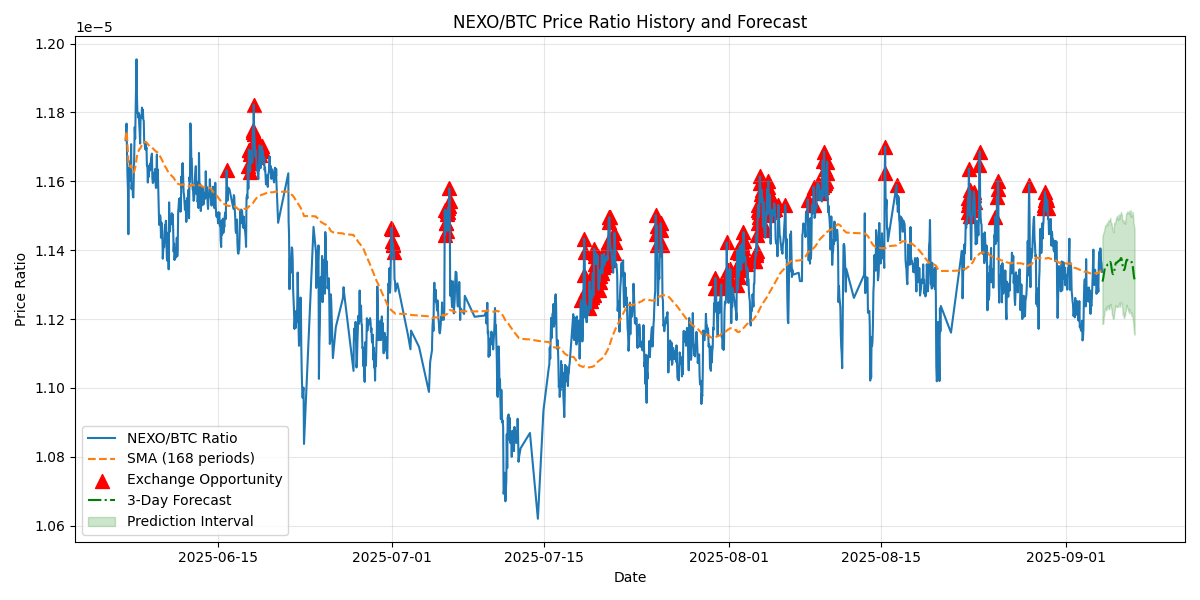 NEXO/BTC Price Ratio History and Forecast
1e−5
1.20
1.18
1.16
1.14
1.12
1.10
1.08
1.06
Price Ratio
NEXO/BTC Ratio
SMA (168 periods)
Exchange Opportunity
3-Day Forecast
Prediction Interval
2025-06-15
2025-07-01
2025-07-15
2025-08-01
2025-08-15
2025-09-01
Date